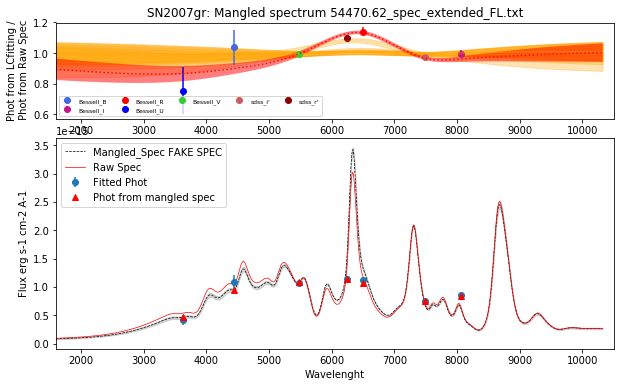 SN2007gr: Mangled spectrum 54470.62_spec_extended_FL.txt
Phot from LCfitting /
Phot from Raw Spec
1.2
1.0
0.8
0.6
Bessell_B
Bessell_R
Bessell_V
sdss_i'
sdss_r'
Bessell_I
Bessell_U
2000 3000 4000 5000 6000 7000 8000 9000 10000
Flux erg s-1 cm-2 A-1
3.5
3.0
2.5
2.0
1.5
1.0
0.5
0.0
Mangled_Spec FAKE SPEC
Raw Spec
Fitted Phot
Phot from mangled spec
2000 3000 4000 5000 6000 7000 8000 9000 10000
Wavelenght